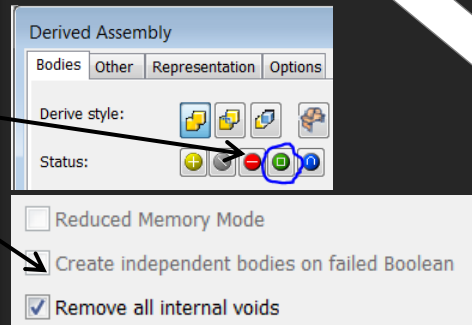 Derived Assembly
Bodies Other Representation Options
Derive style:
Status:
Reduced Memory Mode
Create independent bodies on failed Boolean
Remove all internal voids